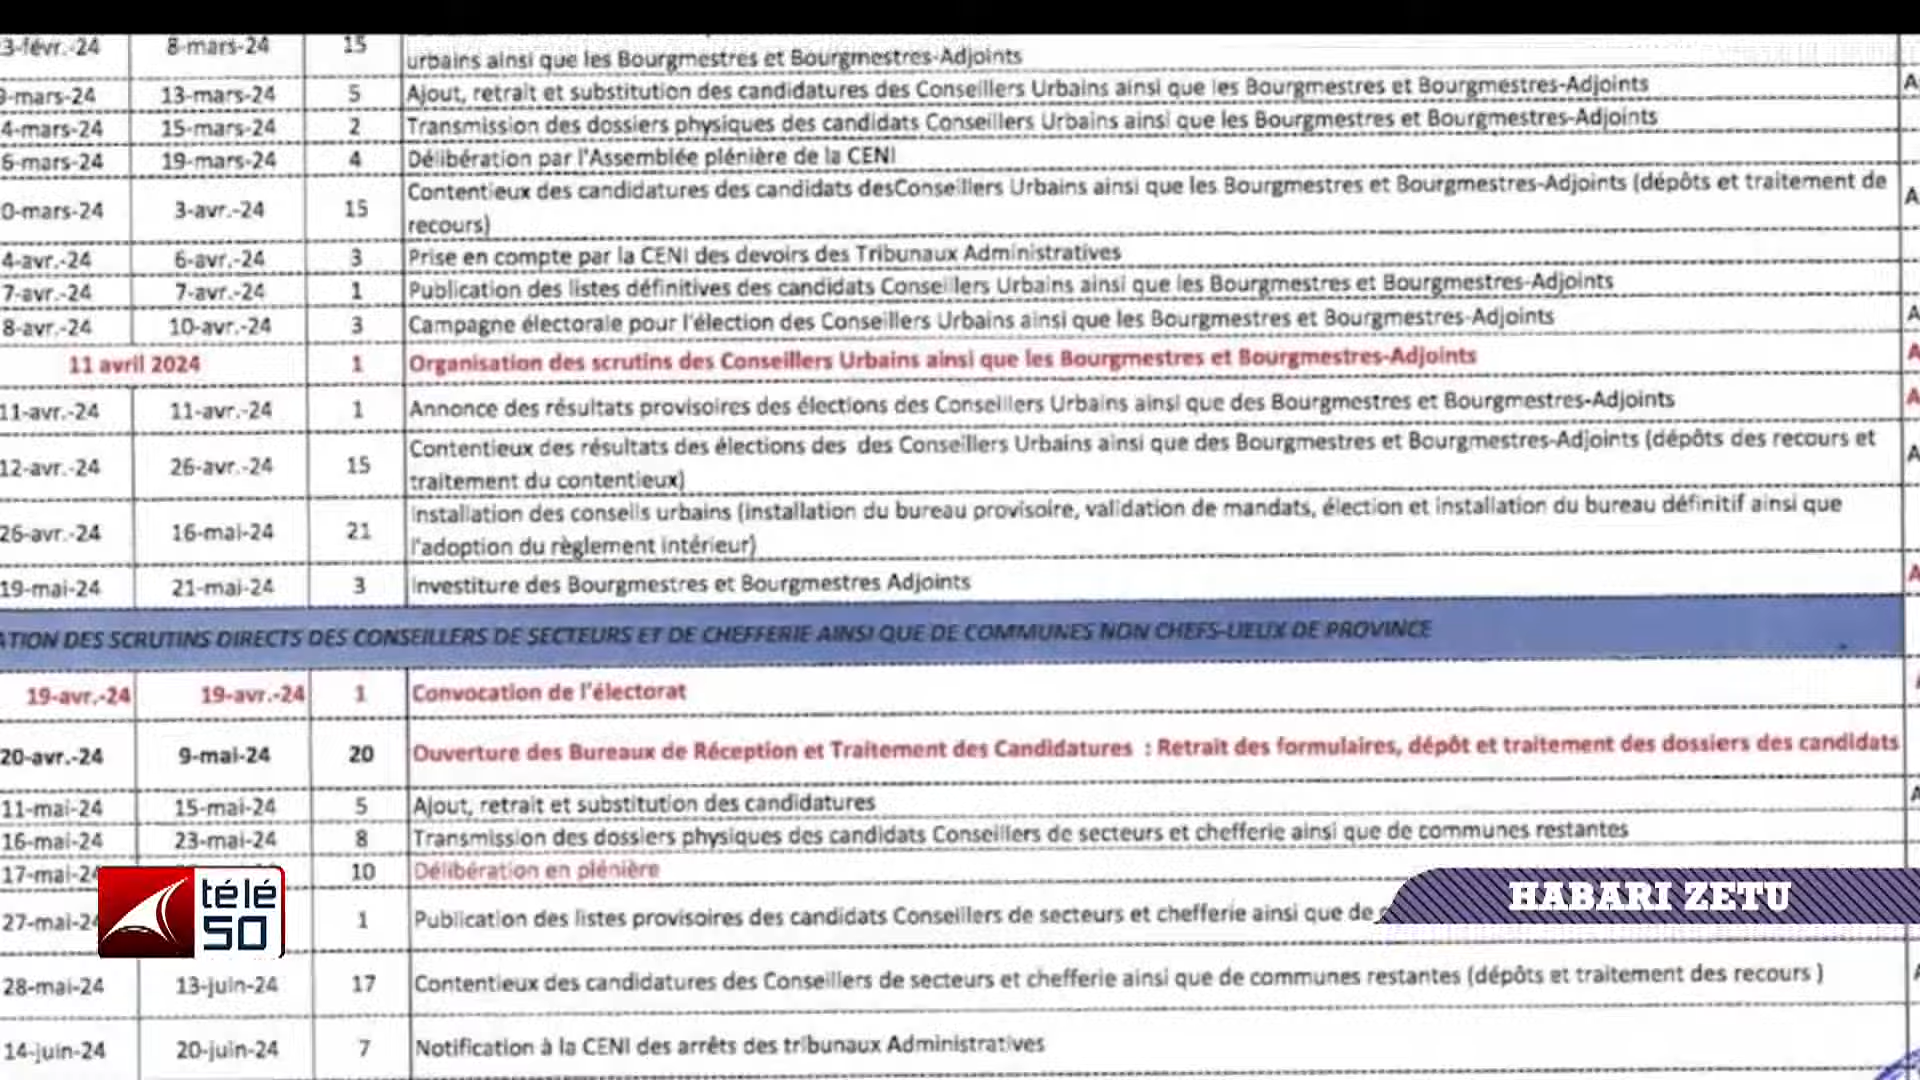 3-févr.-24 8-mars-24 15
urbains ainsi que les Bourgmestres et Bourgmestres-Adjoints
9-mars-24 13-mars-24 5 Ajout, retrait et substitution des candidatures des Conseillers Urbains ainsi que les Bourgmestres et Bourgmestres-Adjoints A
4-mars-24 15-mars-24 2 Transmission des dossiers physiques des candidats Conseillers Urbains ainsi que les Bourgmestres et Bourgmestres-Adjoints
6-mars-24 19-mars-24 4 Délibération par l'Assemblée plénière de la CENI
0-mars-24 3-avr.-24 15 Contentieux des candidatures des candidats desConseillers Urbains ainsi que les Bourgmestres et Bourgmestres-Adjoints (dépôts et traitement de A
recours)
4-avr.-24 6-avr.-24 3 Prise en compte par la CENI des devoirs des Tribunaux Administratives
7-avr.-24 7-avr.-24 1 Publication des listes définitives des candidats Conseillers Urbains ainsi que les Bourgmestres et Bourgmestres-Adjoints
8-avr.-24 10-avr.-24 3 Campagne électorale pour l'élection des Conseillers Urbains ainsi que les Bourgmestres et Bourgmestres-Adjoints A
11 avril 2024 1 Organisation des scrutins des Conseillers Urbains ainsi que les Bourgmestres et Bourgmestres-Adjoints A
11-avr.-24 11-avr.-24 1 Annonce des résultats provisoires des élections des Conseillers Urbains ainsi que des Bourgmestres et Bourgmestres-Adjoints A
12-avr.-24 26-avr.-24 15 Contentieux des résultats des élections des des Conseillers Urbains ainsi que des Bourgmestres et Bourgmestres-Adjoints (dépôts des recours et A
traitement du contentieux)
26-avr.-24 16-mai-24 21 Installation des conseils urbains (installation du bureau provisoire, validation de mandats, élection et installation du bureau définitif ainsi que
l'adoption du règlement intérieur)
19-mai-24 21-mai-24 3 Investiture des Bourgmestres et Bourgmestres Adjoints A
ATION DES SCRUTINS DIRECTS DES CONSEILLERS DE SECTEURS ET DE CHEFFERIE AINSI QUE DE COMMUNES NON CHEFS-LIEUX DE PROVINCE
19-avr.-24 19-avr.-24 1 Convocation de l'électorat
20-avr.-24 9-mai-24 20 Ouverture des Bureaux de Réception et Traitement des Candidatures : Retrait des formulaires, dépôt et traitement des dossiers des candidats
11-mai-24 15-mai-24 5 Ajout, retrait et substitution des candidatures A
16-mai-24 23-mai-24 8 Transmission des dossiers physiques des candidats Conseillers de secteurs et chefferie ainsi que de communes restantes
17-mai-24 10 Délibération en plénière
27-mai-24 1 Publication des listes provisoires des candidats Conseillers de secteurs et chefferie ainsi que de
28-mai-24 13-juin-24 17 Contentieux des candidatures des Conseillers de secteurs et chefferie ainsi que de communes restantes (dépôts et traitement des recours ) A
14-juin-24 20-juin-24 7 Notification à la CENI des arrêts des tribunaux Administratives
télé
50
HABARI ZETU